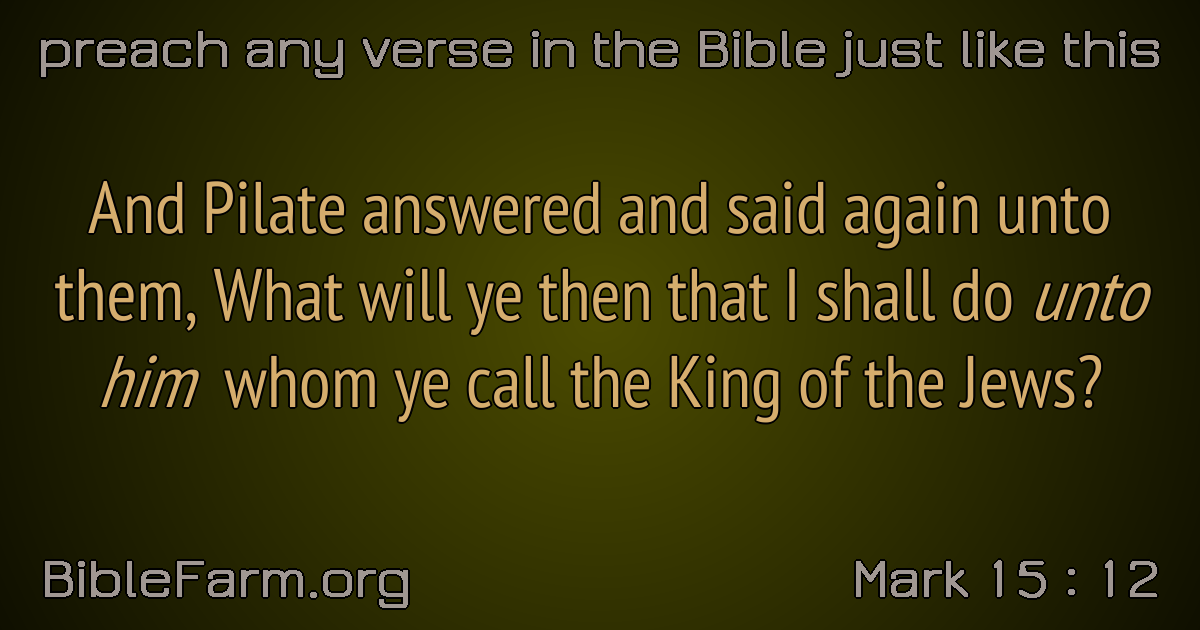 preach any verse in the Bible just like this
And Pilate answered and said again unto
them, What will ye then that I shall do unto
him whom ye call the King of the Jews?
BibleFarm.org
Mark 15 : 12